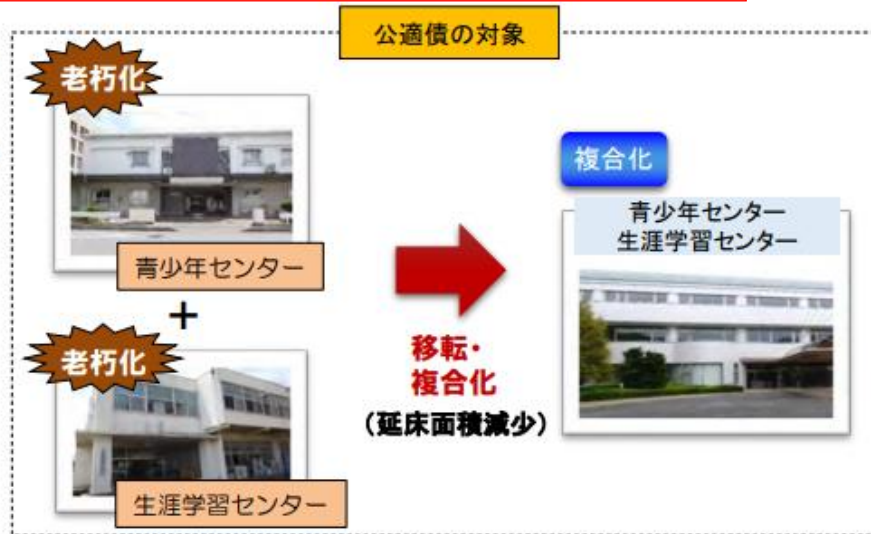 公適債の対象
老朽化
青少年センター
+
老朽化
生涯学習センター
移転・
複合化
（延床面積減少）
複合化
青少年センター
生涯学習センター